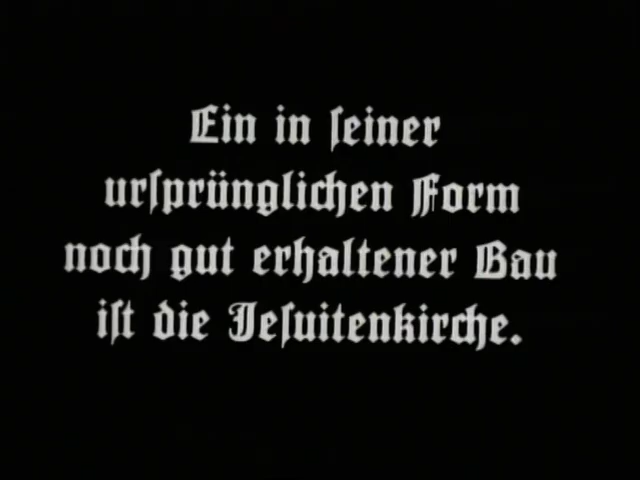 Ein in ſeiner
urſprünglichen Form
noch gut erhaltener Bau
iſt die Jeſuitenkirche.